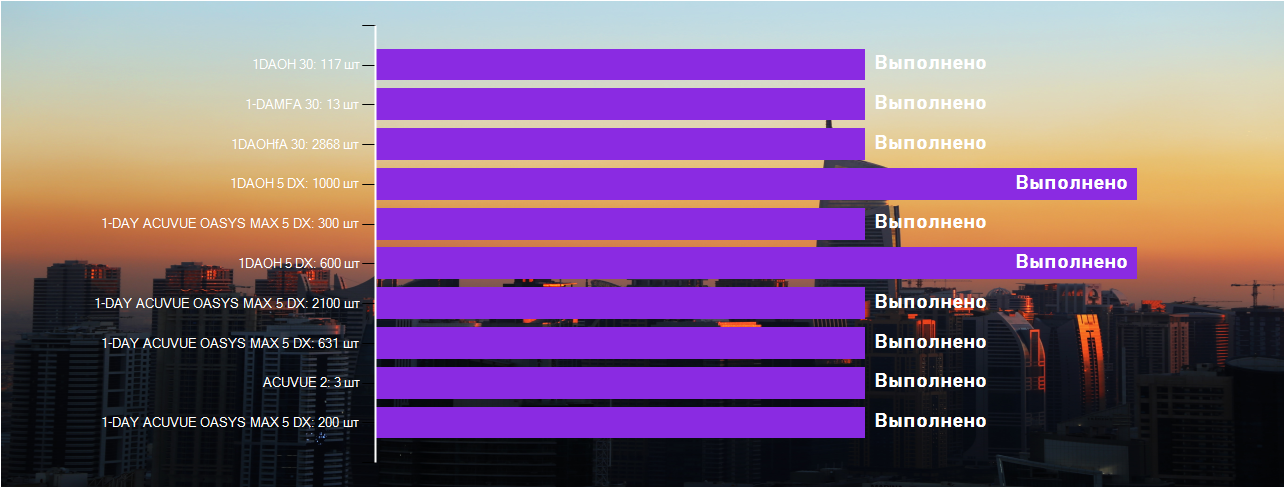 1DAOH 30: 117 шт Выполнено
1-DAMFA 30: 13 шт Выполнено
1DAOHfA 30: 2868 шт Выполнено
1DAOH 5 DX: 1000 шт Выполнено
1-DAY ACUVUE OASYS MAX 5 DX: 300 шт Выполнено
1DAOH 5 DX: 600 шт Выполнено
1-DAY ACUVUE OASYS MAX 5 DX: 2100 шт Выполнено
1-DAY ACUVUE OASYS MAX 5 DX: 631 шт Выполнено
ACUVUE 2: 3 шт Выполнено
1-DAY ACUVUE OASYS MAX 5 DX: 200 шт Выполнено